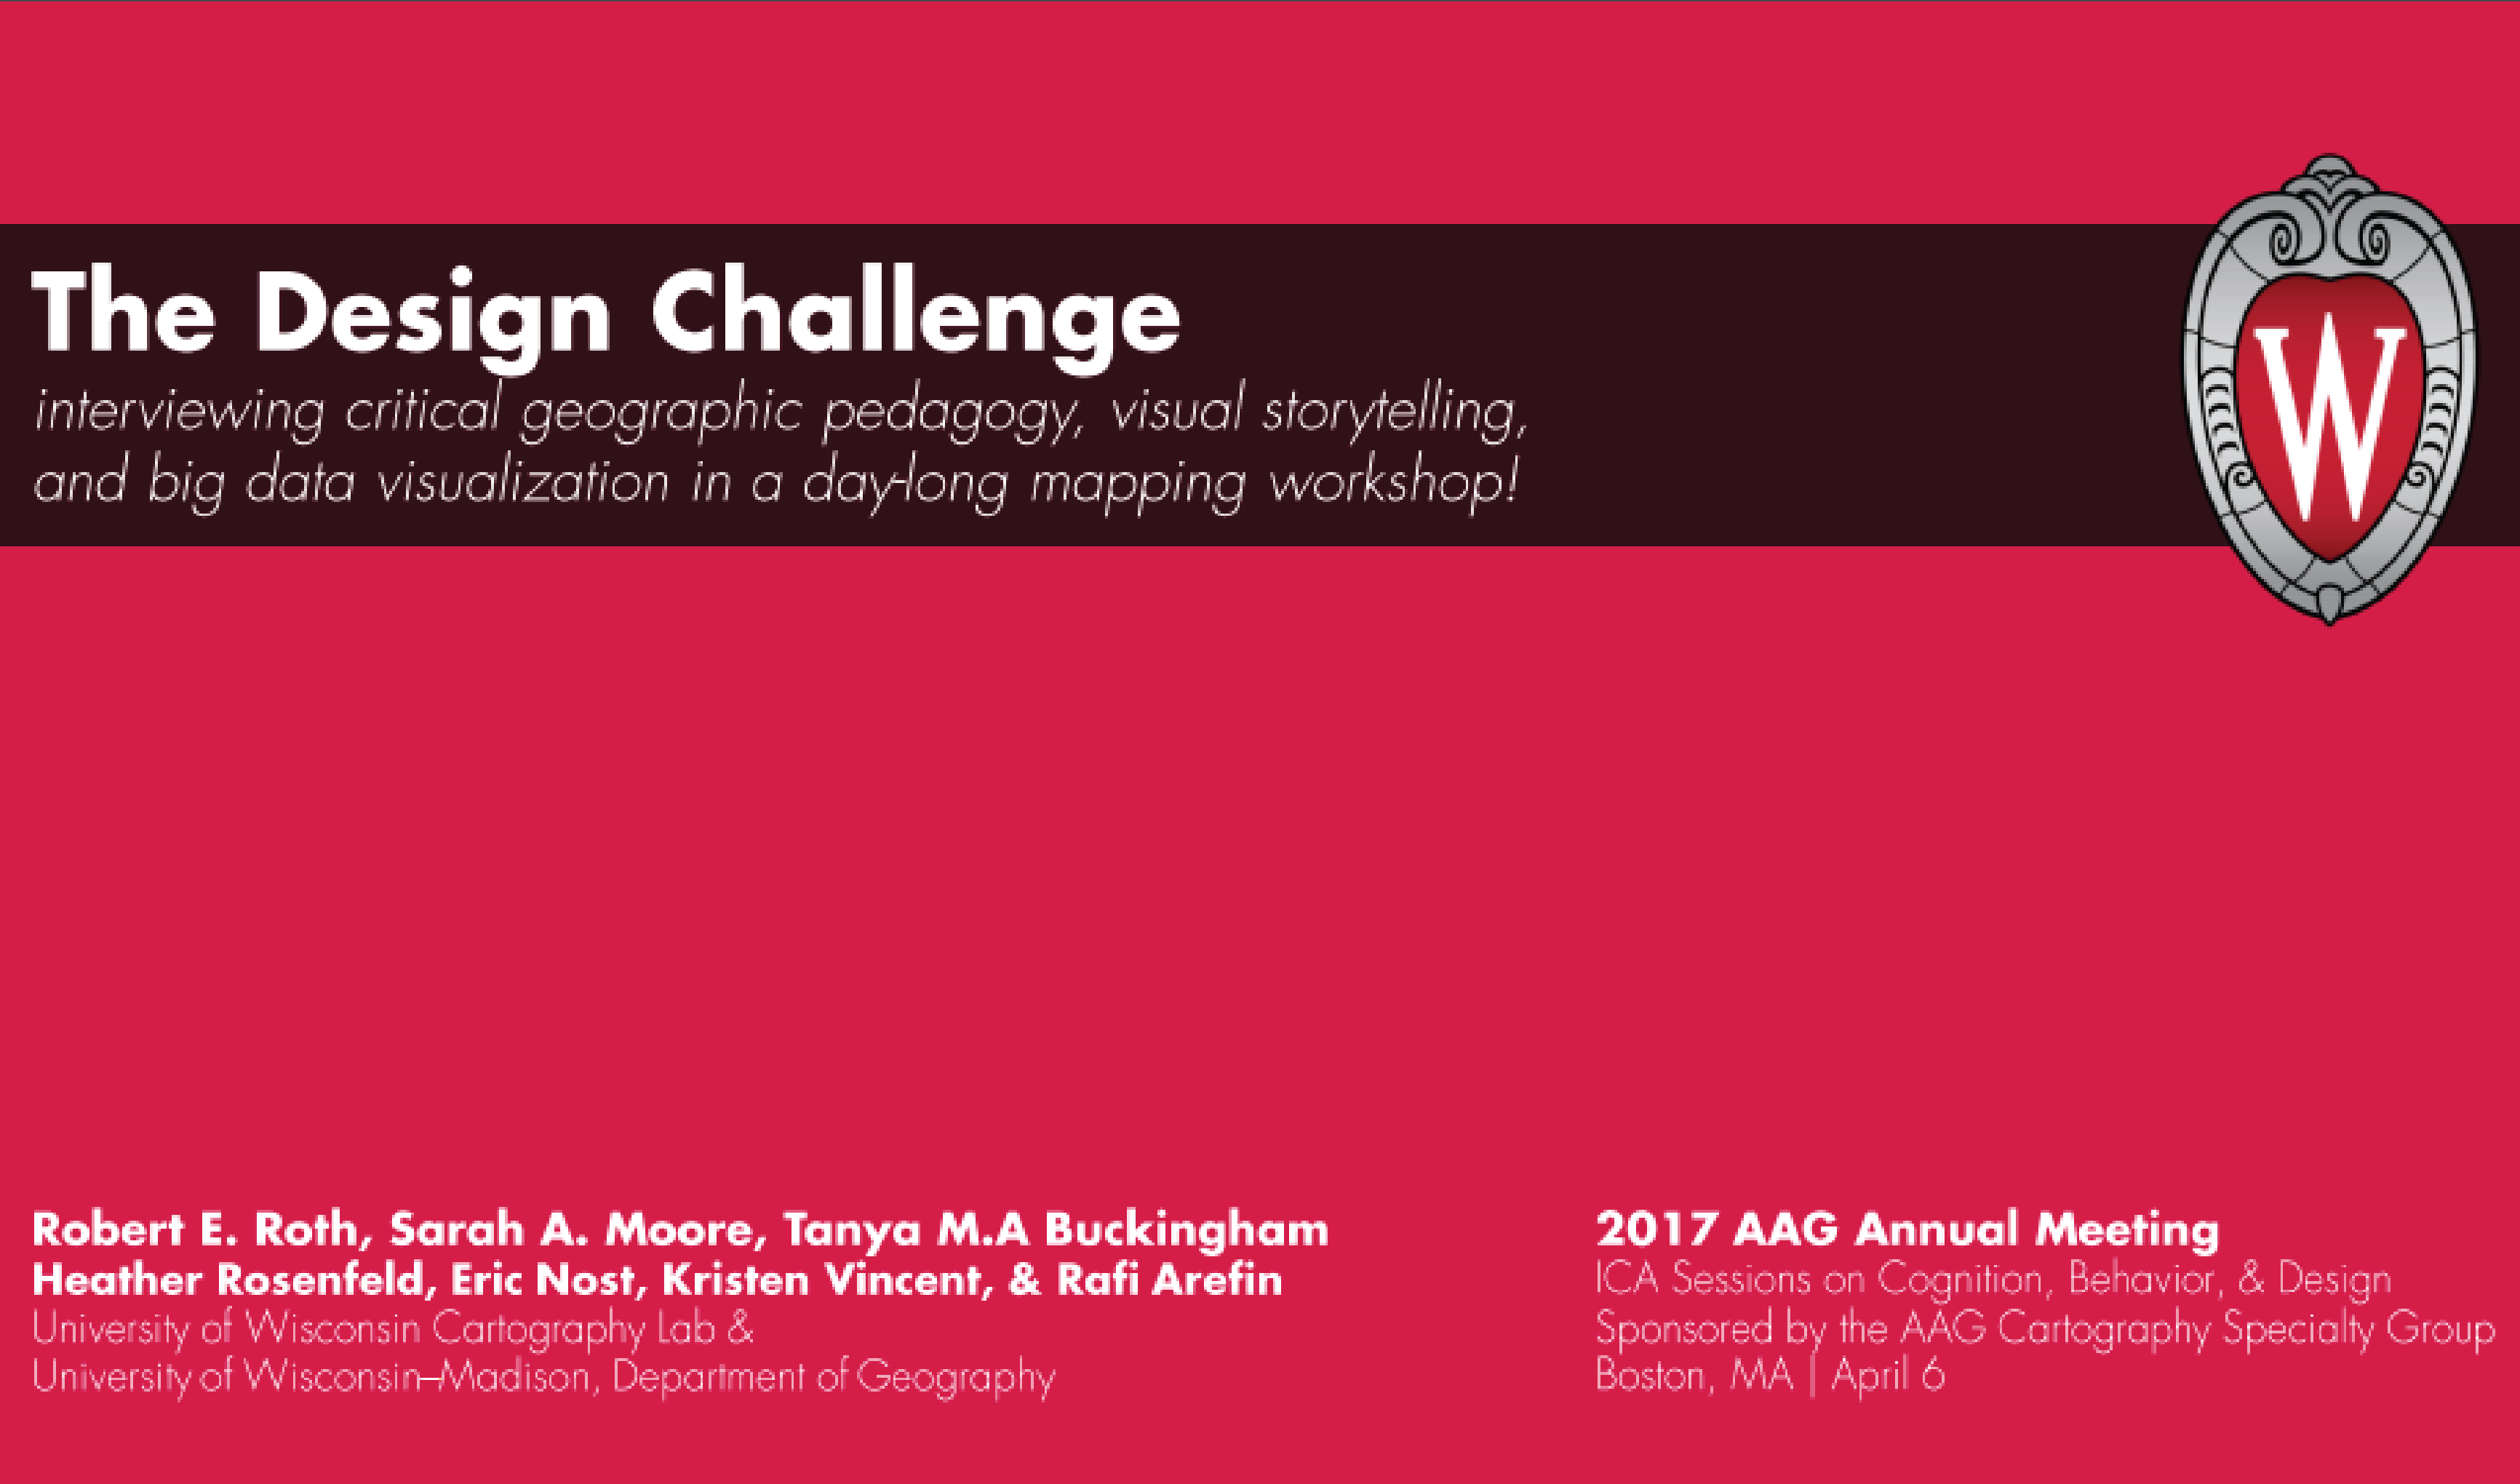 The Design Challenge
interviewing critical geographic pedagogy, visual storytelling,
and big data visualization in a day-long mapping workshop!
W
Robert E. Roth, Sarah A. Moore, Tanya M.A Buckingham
Heather Rosenfeld, Eric Nost, Kristen Vincent, & Rafi Arefin
University of Wisconsin Cartography Lab &
University of Wisconsin–Madison, Department of Geography
2017 AAG Annual Meeting
ICA Sessions on Cognition, Behavior, & Design
Sponsored by the AAG Cartography Specialty Group
Boston, MA | April 6